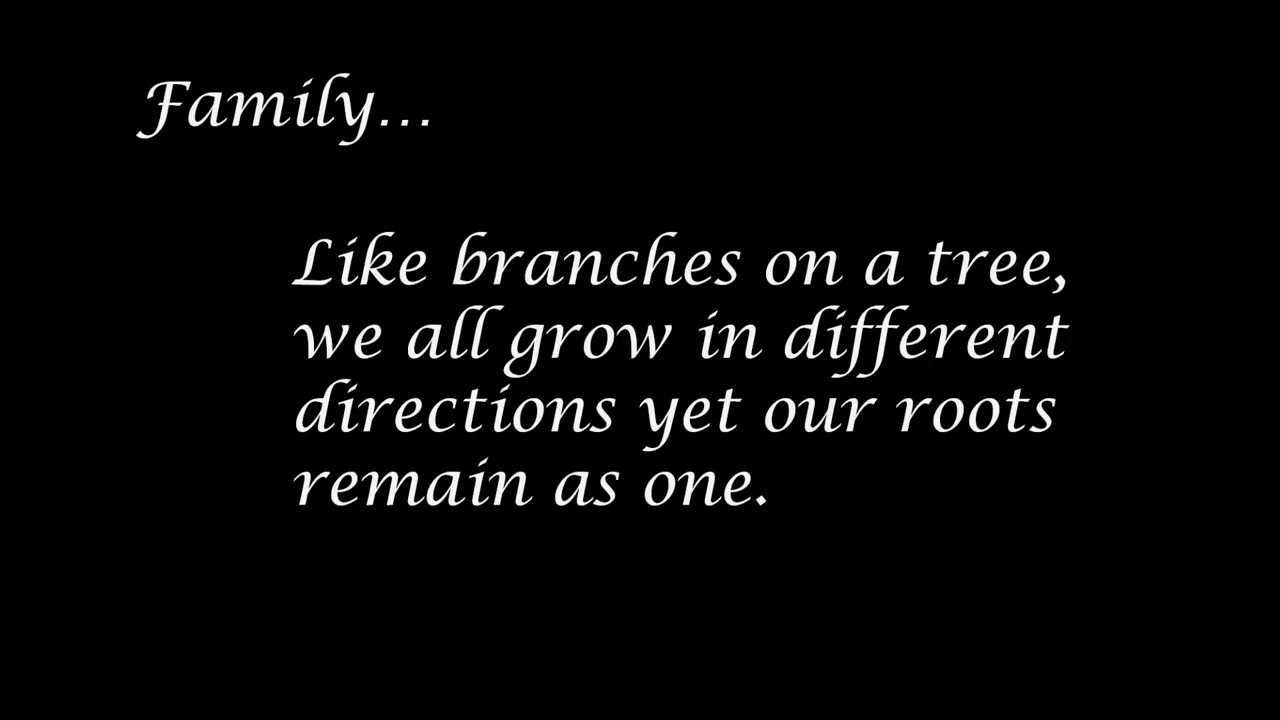 Family...
Like branches on a tree,
we all grow in different
directions yet our roots
remain as one.